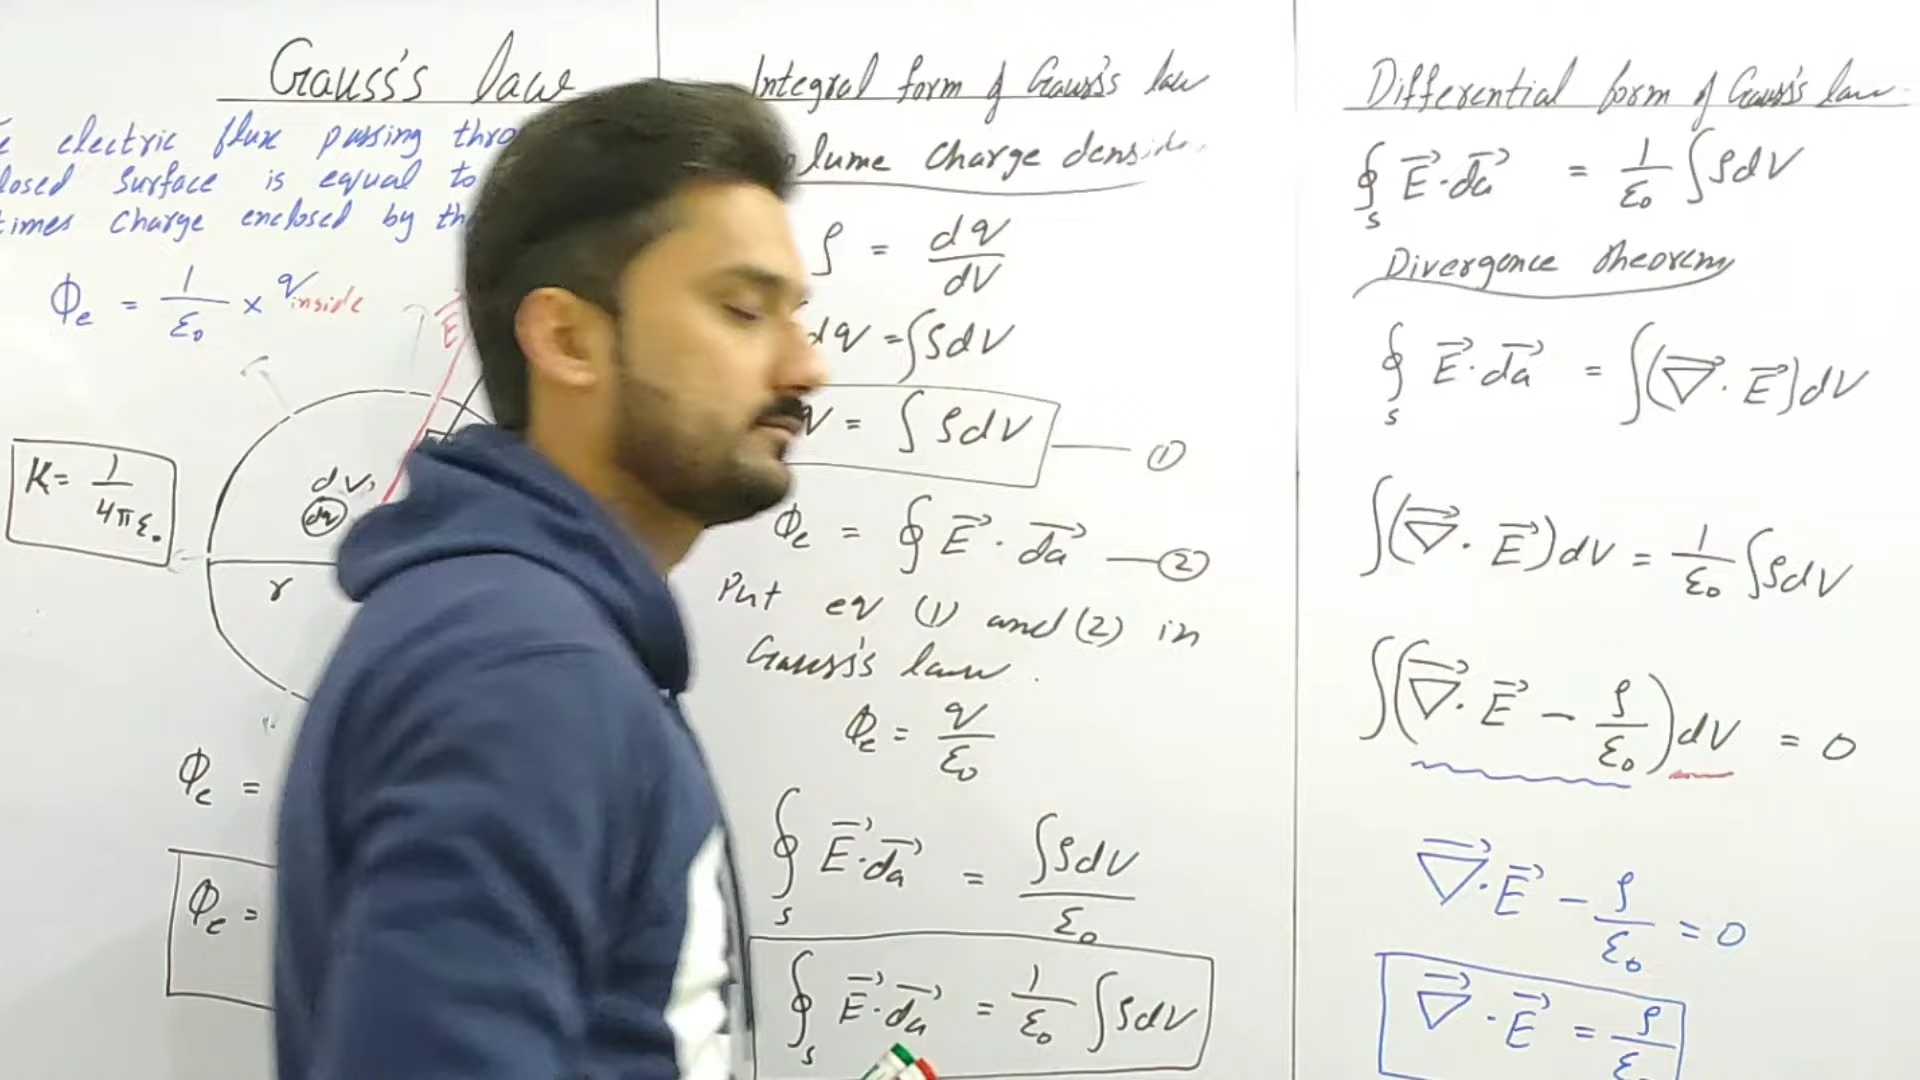 Gauss's law
electric flux passing thro
losed Surface is equal to
times charge enclosed by th
Φe = 1/ε₀ × q inside
E
K = 1/4πε₀
dv,
dq
r
Φe =
Φe =
Integral form of Gauss's law
lume charge densi
ρ = dq/dV
dq = ∫ρdV
= ∫ρdV — ①
Φe = ∮ E⃗ · da⃗ — ②
Put eq (1) and (2) in
Gauss's law.
Φe = q/ε₀
∮s E⃗ · da⃗ = ∫ρdV/ε₀
∮s E⃗ · da⃗ = 1/ε₀ ∫ρdV
Differential form of Gauss's law
∮s E⃗ · da⃗ = 1/ε₀ ∫ρdV
Divergence theorem
∮s E⃗ · da⃗ = ∫(∇⃗ · E⃗)dV
∫(∇⃗ · E⃗)dV = 1/ε₀ ∫ρdV
∫(∇⃗ · E⃗ − ρ/ε₀)dV = 0
∇⃗ · E⃗ − ρ/ε₀ = 0
∇⃗ · E⃗ = ρ/ε